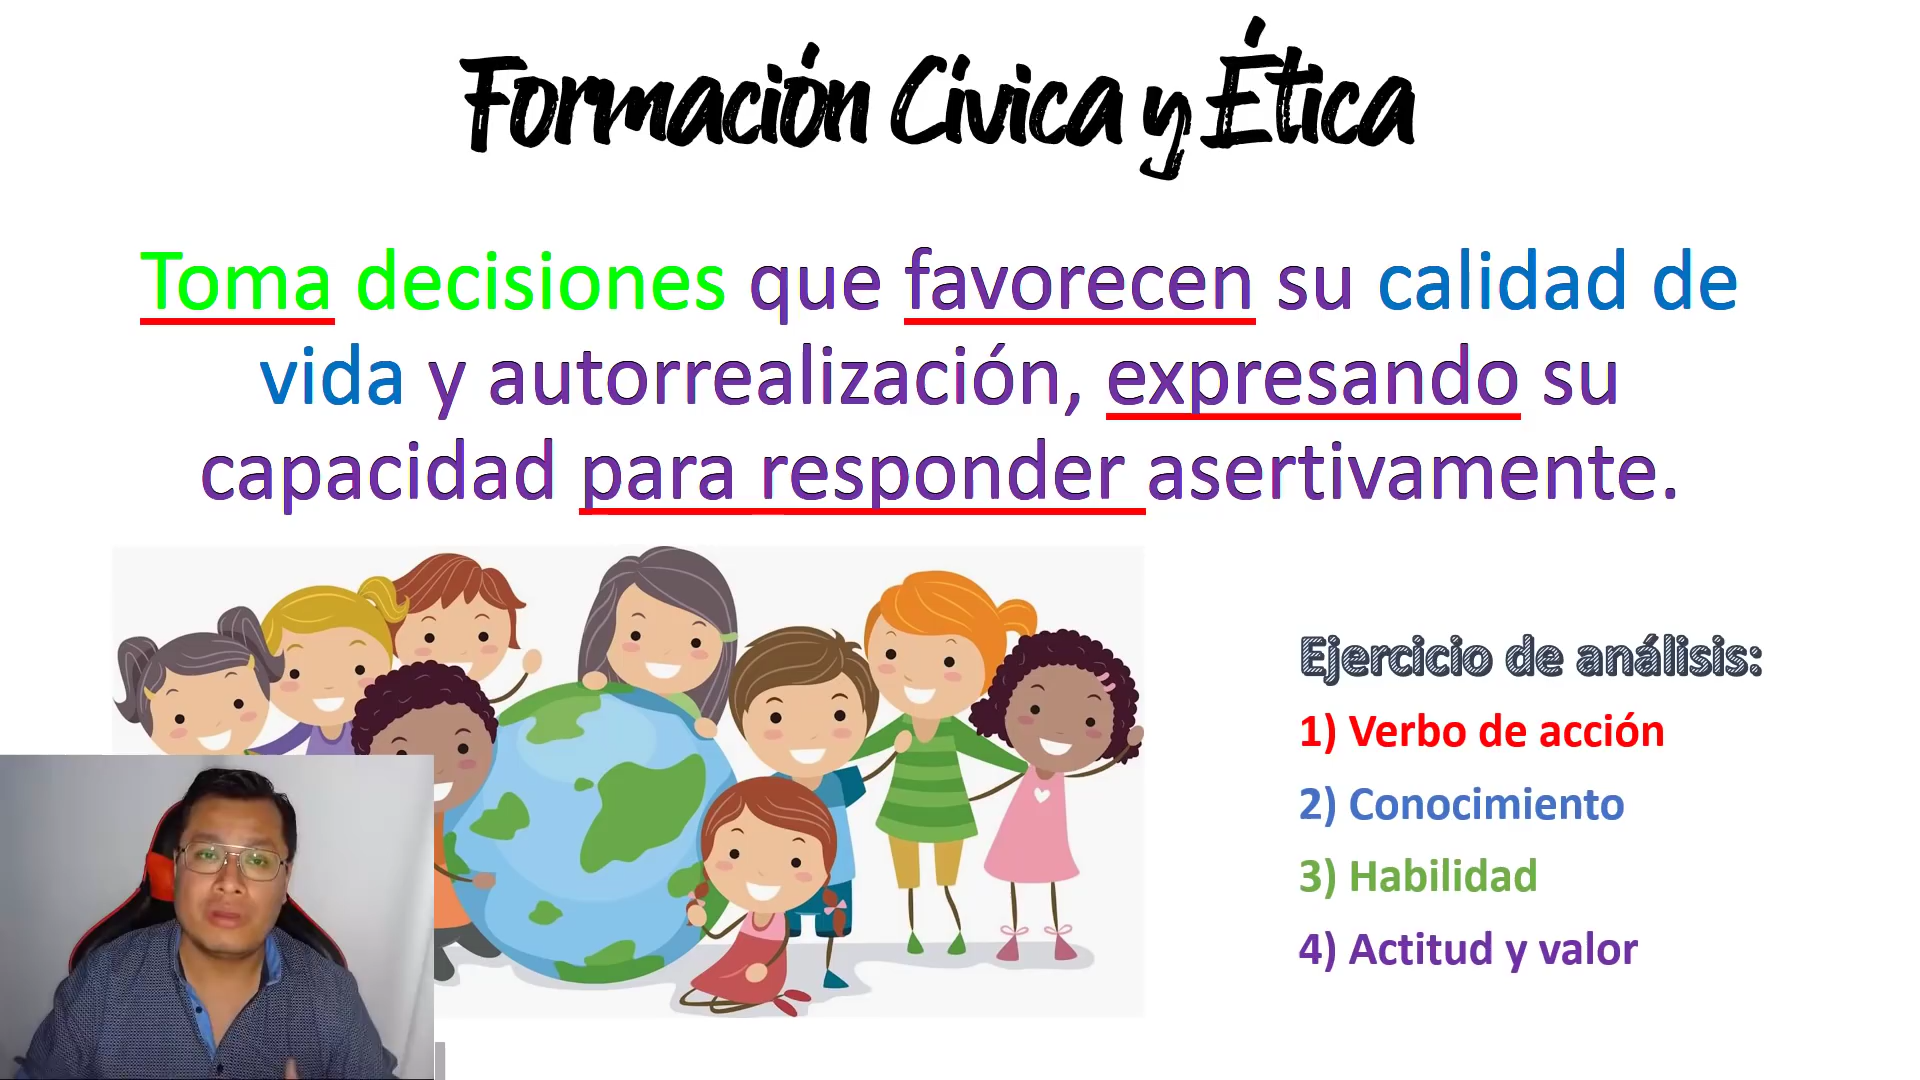 Formación Cívica y Ética
Toma decisiones que favorecen su calidad de
vida y autorrealización, expresando su
capacidad para responder asertivamente.
Ejercicio de análisis:
1) Verbo de acción
2) Conocimiento
3) Habilidad
4) Actitud y valor